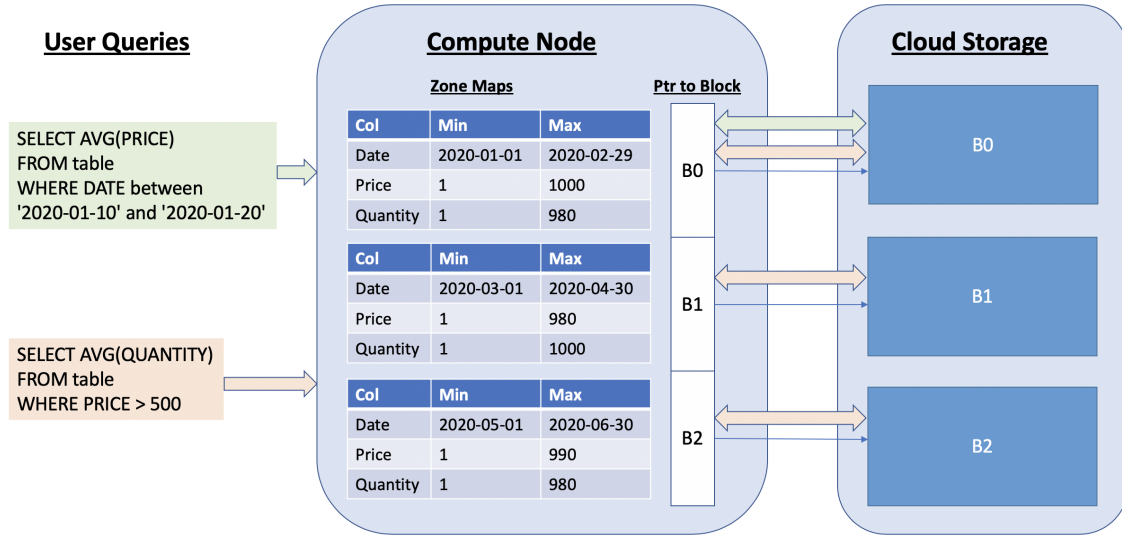 User Queries
Compute Node
Cloud Storage
Zone Maps
Ptr to Block
SELECT AVG(PRICE)
FROM table
WHERE DATE between
'2020-01-10' and '2020-01-20'
SELECT AVG(QUANTITY)
FROM table
WHERE PRICE > 500
Col Min Max
Date 2020-01-01 2020-02-29
Price 1 1000
Quantity 1 980
Col Min Max
Date 2020-03-01 2020-04-30
Price 1 980
Quantity 1 1000
Col Min Max
Date 2020-05-01 2020-06-30
Price 1 990
Quantity 1 980
B0
B1
B2
B0
B1
B2